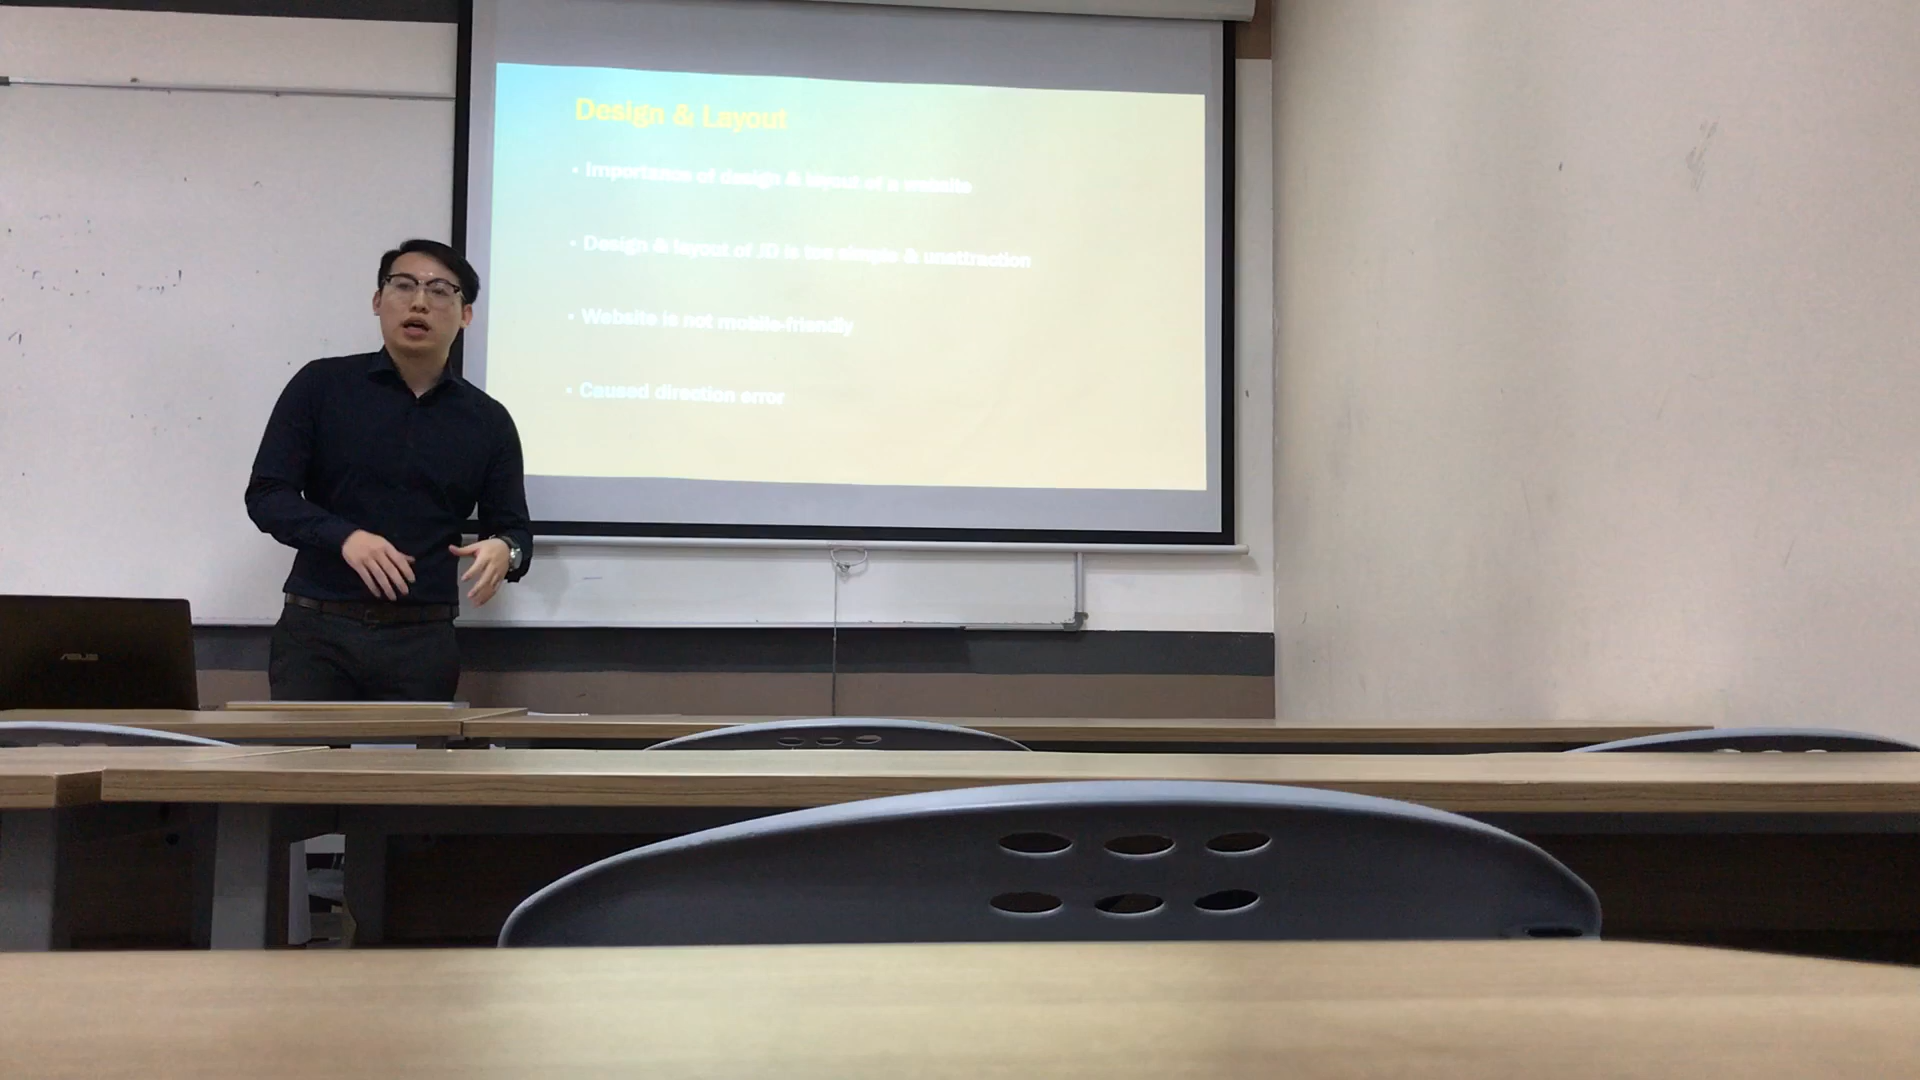 Design & Layout
• Importance of design & layout of a website
• Design & layout of JD is too simple & unattraction
• Website is not mobile-friendly
• Caused direction error
ASUS